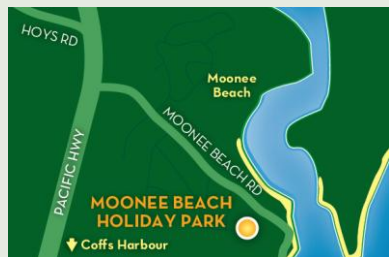 HOYS RD
Moonee
Beach
MOONEE BEACH RD
PACIFIC HWY
MOONEE BEACH
HOLIDAY PARK
Coffs Harbour